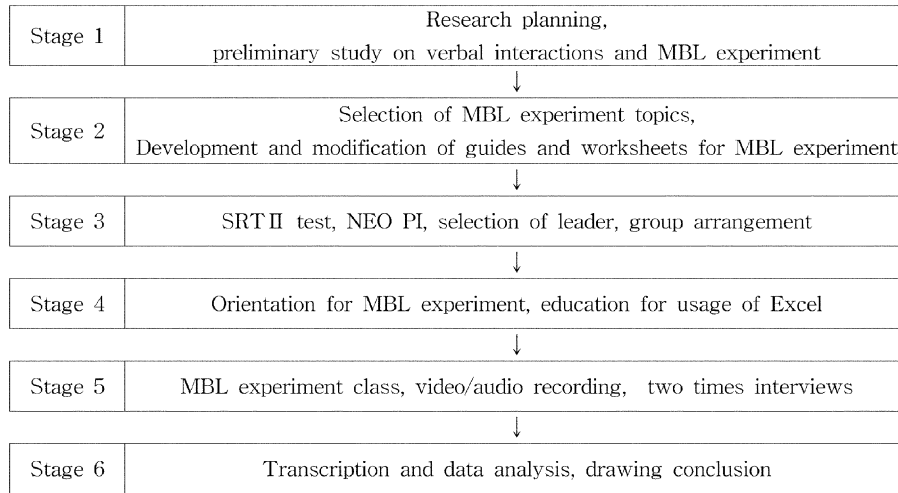 Stage 1
Research planning,
preliminary study on verbal interactions and MBL experiment
↓
Stage 2
Selection of MBL experiment topics,
Development and modification of guides and worksheets for MBL experiment
↓
Stage 3
SRTⅡ test, NEO PI, selection of leader, group arrangement
↓
Stage 4
Orientation for MBL experiment, education for usage of Excel
↓
Stage 5
MBL experiment class, video/audio recording, two times interviews
↓
Stage 6
Transcription and data analysis, drawing conclusion